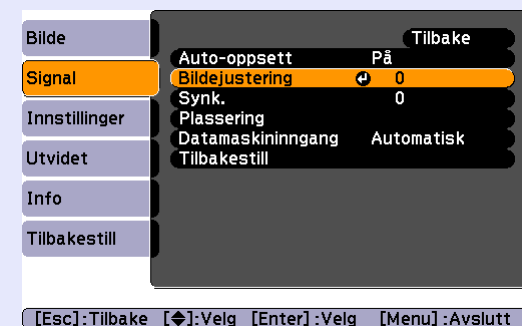 Bilde
Signal
Innstillinger
Utvidet
Info
Tilbakestill
Tilbake
Auto-oppsett På
Bildejustering 0
Synk. 0
Plassering
Datamaskininngang Automatisk
Tilbakestill
[Esc]:Tilbake [◆]:Velg [Enter]:Velg [Menu]:Avslutt